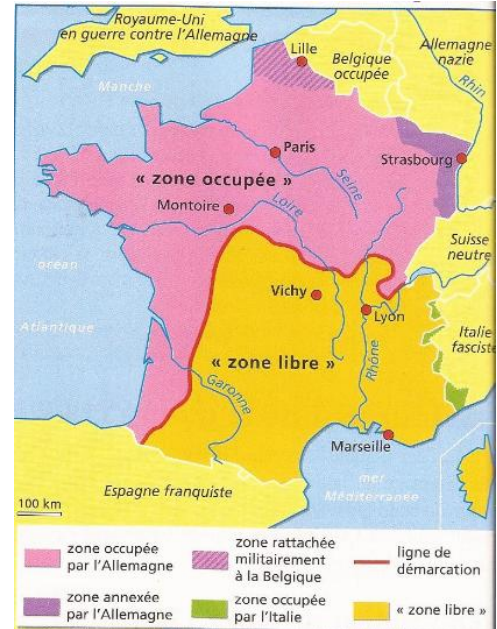 Royaume-Uni
en guerre contre l'Allemagne
Lille
Belgique
occupée
Allemagne
nazie
Rhin
Manche
Paris
Strasbourg
« zone occupée »
Seine
Montoire
Loire
Suisse
neutre
océan
Atlantique
Vichy
Lyon
Italie
fasciste
« zone libre »
Rhône
Garonne
Marseille
mer
Méditerranée
Espagne franquiste
100 km
zone occupée
par l'Allemagne
zone rattachée
militairement
à la Belgique
ligne de
démarcation
zone annexée
par l'Allemagne
zone occupée
par l'Italie
« zone libre »